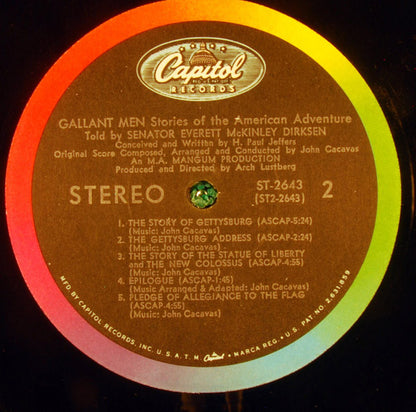 Capitol
RECORDS
GALLANT MEN Stories of the American Adventure
Told by SENATOR EVERETT McKINLEY DIRKSEN
Conceived and Written by H. Paul Jeffers
Original Score Composed, Arranged and Conducted by John Cacavas
An M.A. MANGUM PRODUCTION
Produced and Directed by Arch Lustberg
STEREO
ST-2643
(ST2-2643)
2
1. THE STORY OF GETTYSBURG (ASCAP-5:24)
(Music: John Cacavas)
2. THE GETTYSBURG ADDRESS (ASCAP-2:24)
(Music: John Cacavas)
3. THE STORY OF THE STATUE OF LIBERTY
and THE NEW COLOSSUS (ASCAP-4:55)
(Music: John Cacavas)
4. EPILOGUE (ASCAP-1:45)
(Music Arranged & Adapted: John Cacavas)
5. PLEDGE OF ALLEGIANCE TO THE FLAG
(ASCAP-4:55)
(Music: John Cacavas)
MFD. BY CAPITOL RECORDS, INC. U.S.A. T.M. Capitol MARCA REG. • U.S. PAT. NO. 2,631,859